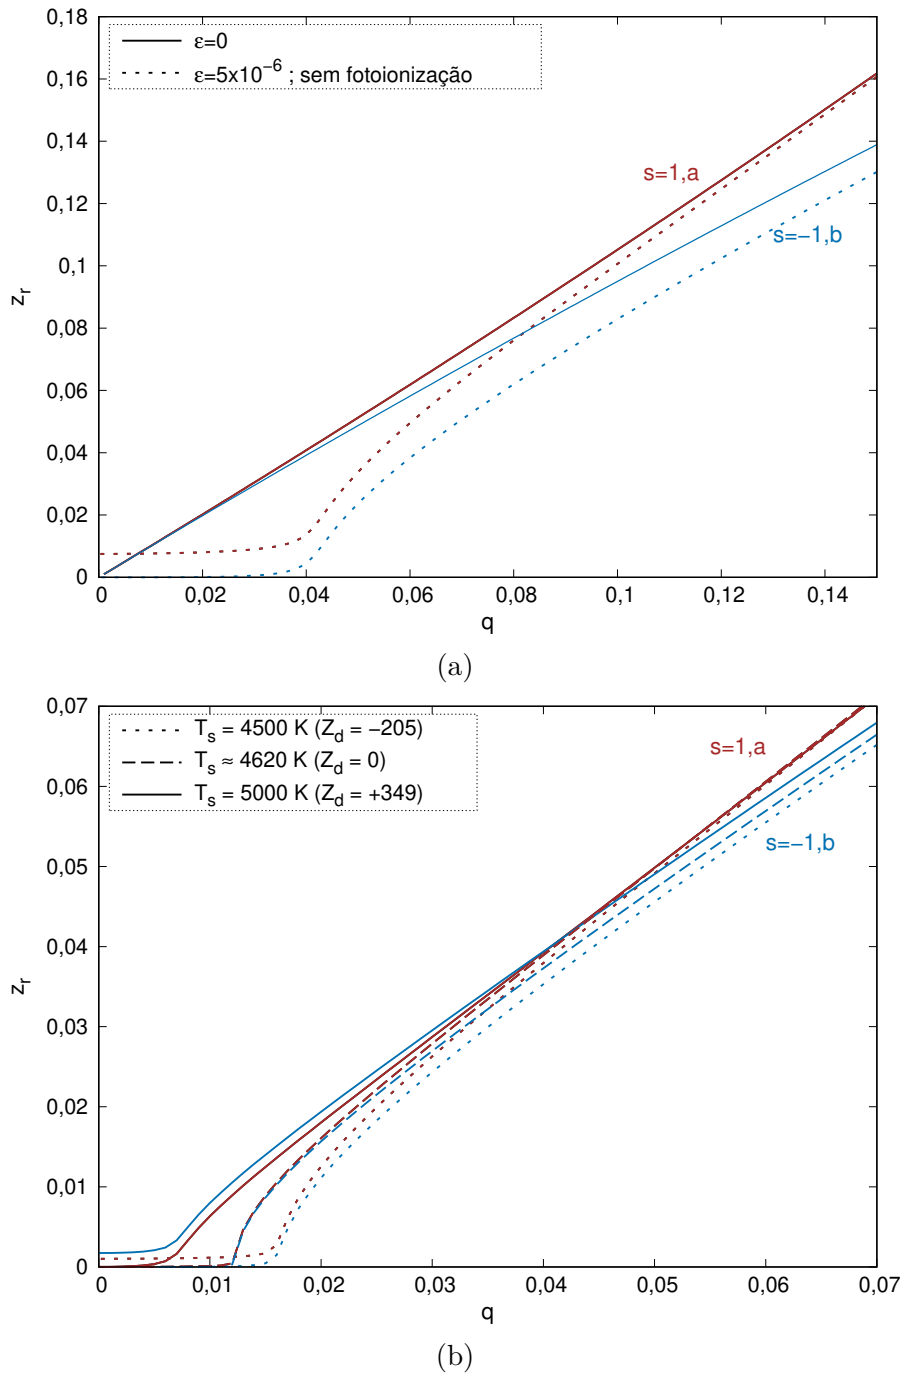 0,18
0,16
0,14
0,12
0,1
0,08
0,06
0,04
0,02
0
z_r
ε=0
ε=5x10^−6 ; sem fotoionização
s=1,a
s=−1,b
0 0,02 0,04 0,06 0,08 0,1 0,12 0,14
q
(a)
0,07
0,06
0,05
0,04
0,03
0,02
0,01
0
z_r
T_s = 4500 K (Z_d = −205)
T_s ≈ 4620 K (Z_d = 0)
T_s = 5000 K (Z_d = +349)
s=1,a
s=−1,b
0 0,01 0,02 0,03 0,04 0,05 0,06 0,07
q
(b)